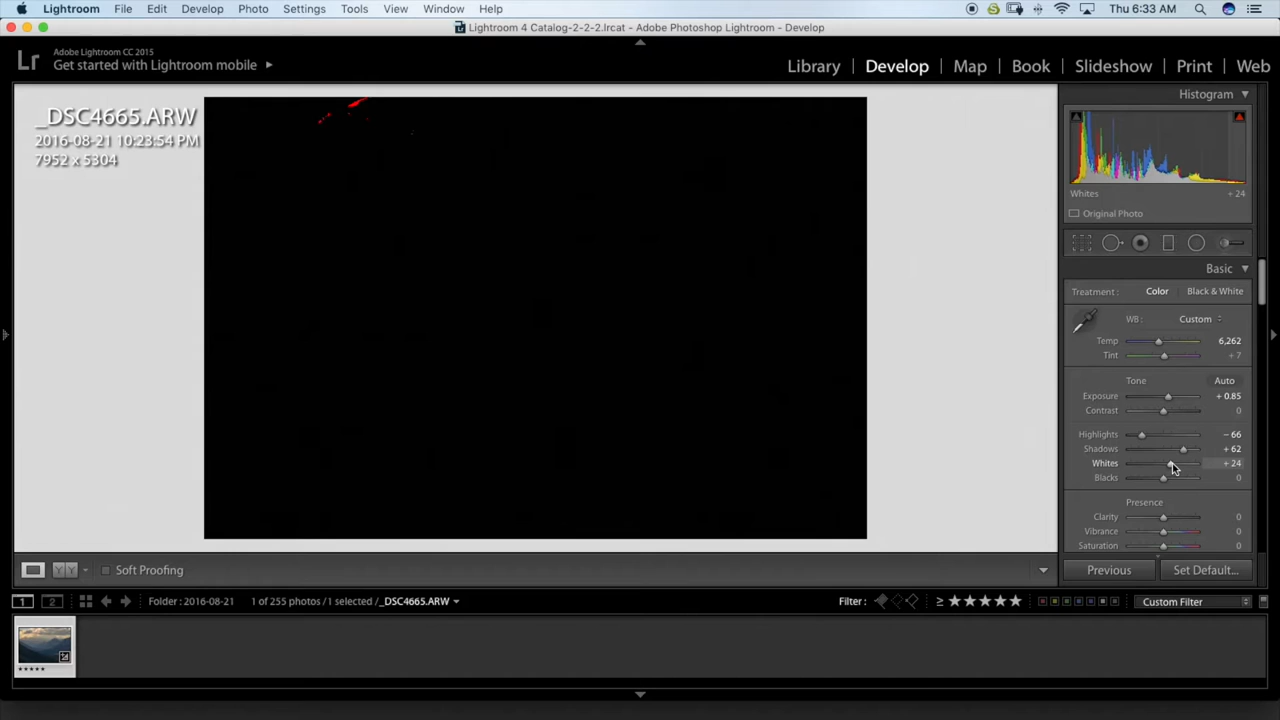 Lightroom File Edit Photo Develop Settings Tools View Window Help Thu 6:33 AM
Lightroom 4 Catalog-2-2-2.lrcat - Adobe Photoshop Lightroom - Develop
Lr
Adobe Lightroom CC 2015
Get started with Lightroom mobile
Library | Develop | Map | Book | Slideshow | Print | Web
_DSC4665.ARW
2016-08-21 10:23:54 PM
7952 x 5304
Histogram
Whites + 24
Original Photo
Basic
Treatment : Color Black & White
WB : Custom
Temp 6,262
Tint + 7
Tone Auto
Exposure + 0.85
Contrast 0
Highlights − 66
Shadows + 62
Whites + 24
Blacks 0
Presence
Clarity 0
Vibrance 0
Saturation 0
YY Soft Proofing
Previous Set Default...
1 2 Folder : 2016-08-21 1 of 255 photos / 1 selected / _DSC4665.ARW Filter : ≥ ★★★★★ Custom Filter
★★★★★